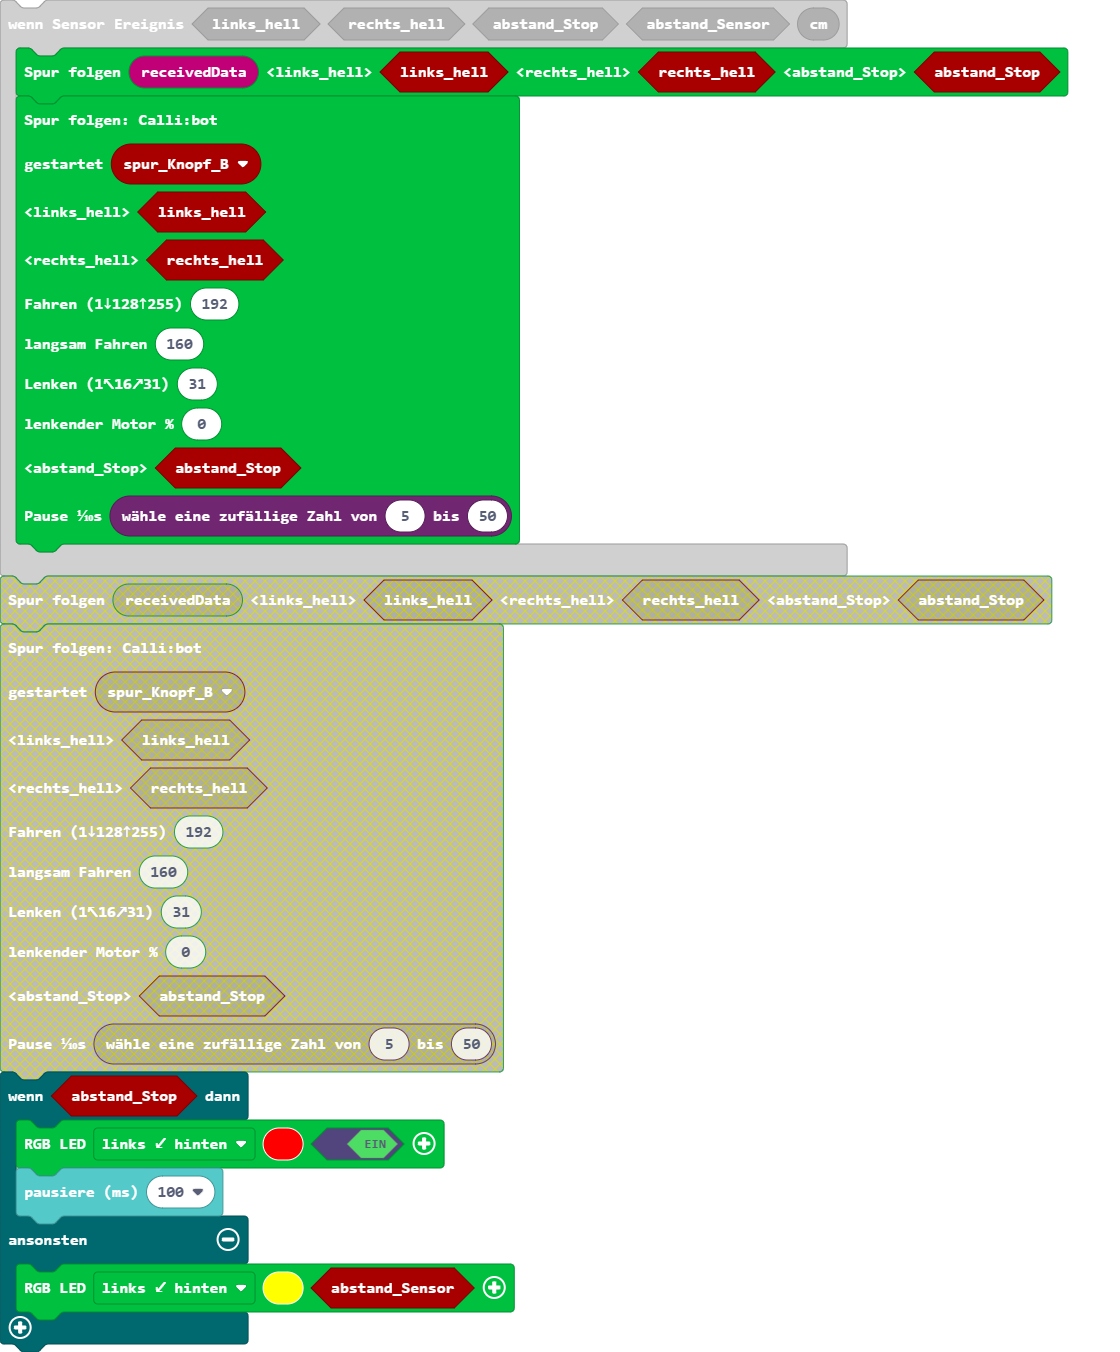 wenn Sensor Ereignis links_hell rechts_hell abstand_Stop abstand_Sensor cm
Spur folgen receivedData <links_hell> links_hell <rechts_hell> rechts_hell <abstand_Stop> abstand_Stop
Spur folgen: Calli:bot
gestartet spur_Knopf_B
<links_hell> links_hell
<rechts_hell> rechts_hell
Fahren (1↓128↑255) 192
langsam Fahren 160
Lenken (1↖16↗31) 31
lenkender Motor % 0
<abstand_Stop> abstand_Stop
Pause ⅒s wähle eine zufällige Zahl von 5 bis 50
Spur folgen receivedData <links_hell> links_hell <rechts_hell> rechts_hell <abstand_Stop> abstand_Stop
Spur folgen: Calli:bot
gestartet spur_Knopf_B
<links_hell> links_hell
<rechts_hell> rechts_hell
Fahren (1↓128↑255) 192
langsam Fahren 160
Lenken (1↖16↗31) 31
lenkender Motor % 0
<abstand_Stop> abstand_Stop
Pause ⅒s wähle eine zufällige Zahl von 5 bis 50
wenn abstand_Stop dann
RGB LED links ↙ hinten EIN
pausiere (ms) 100
ansonsten
RGB LED links ↙ hinten abstand_Sensor